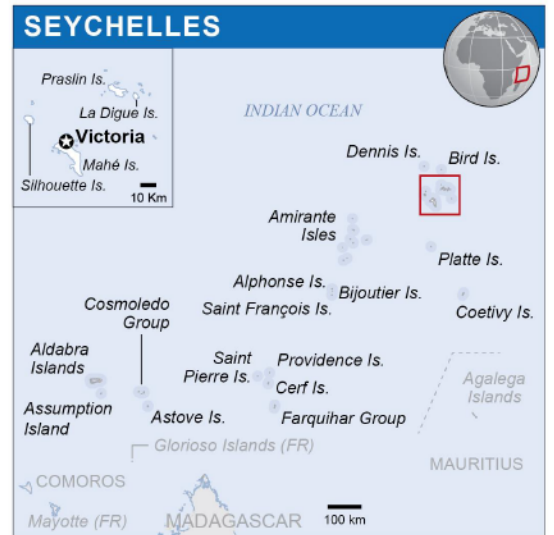 SEYCHELLES
Praslin Is.
La Digue Is.
Victoria
Mahé Is.
Silhouette Is.
10 Km
INDIAN OCEAN
Dennis Is.
Bird Is.
Amirante
Isles
Platte Is.
Alphonse Is.
Bijoutier Is.
Saint François Is.
Coetivy Is.
Cosmoledo
Group
Aldabra
Islands
Saint
Pierre Is.
Providence Is.
Cerf Is.
Agalega
Islands
Assumption
Island
Astove Is.
Farquihar Group
Glorioso Islands (FR)
MAURITIUS
COMOROS
Mayotte (FR)
MADAGASCAR
100 km